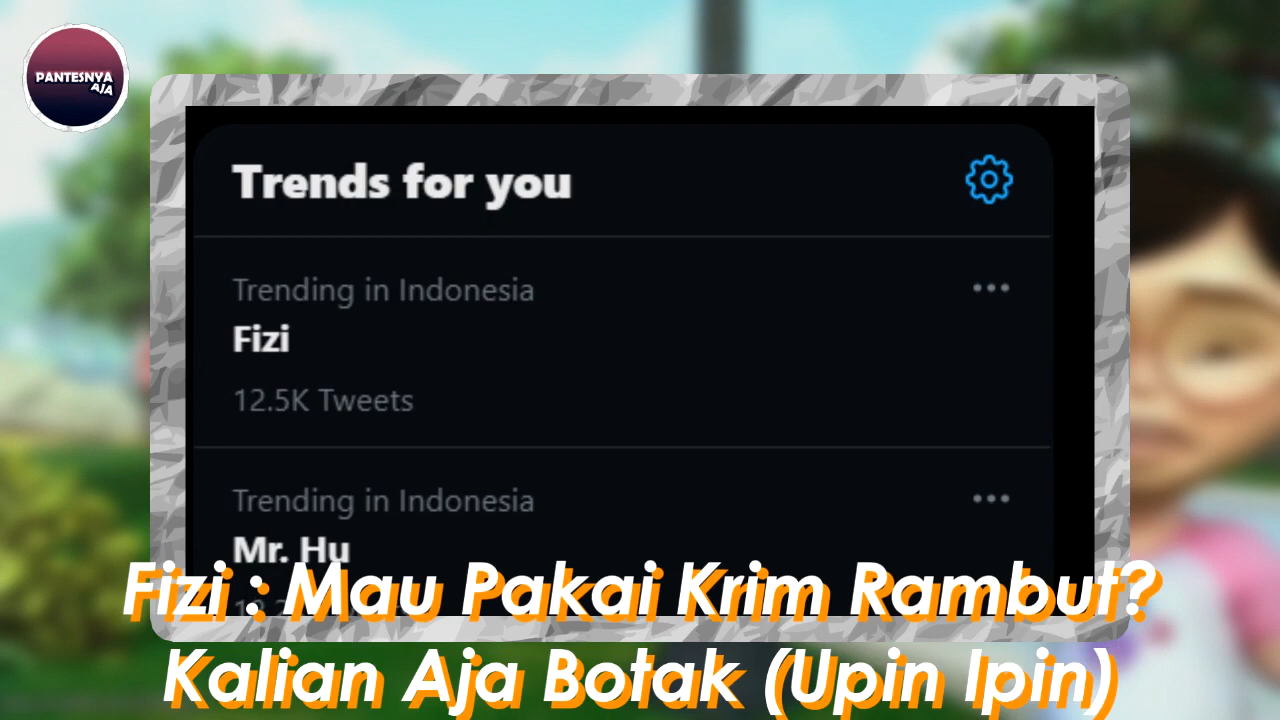 PANTESNYA
AJA
Trends for you
Trending in Indonesia
Fizi
12.5K Tweets
Trending in Indonesia
Mr. Hu
Fizi : Mau Pakai Krim Rambut?
Kalian Aja Botak (Upin Ipin)